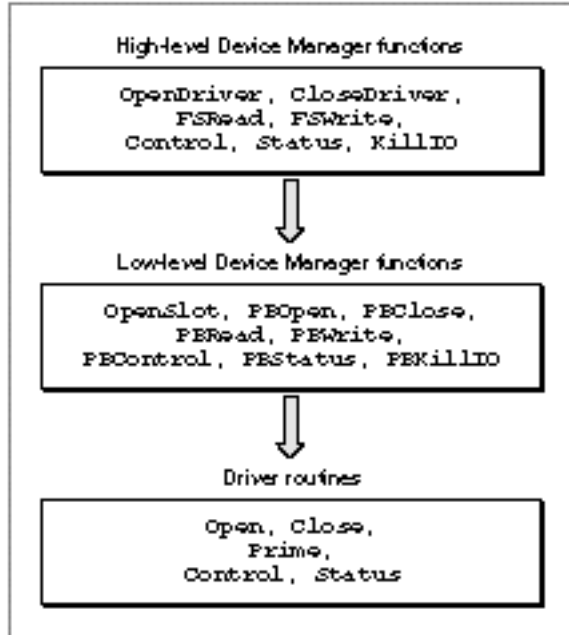 High-level Device Manager functions
OpenDriver, CloseDriver,
FSRead, FSWrite,
Control, Status, KillIO
Low-level Device Manager functions
OpenSlot, PBOpen, PBClose,
PBRead, PBWrite,
PBControl, PBStatus, PBKillIO
Driver routines
Open, Close,
Prime,
Control, Status